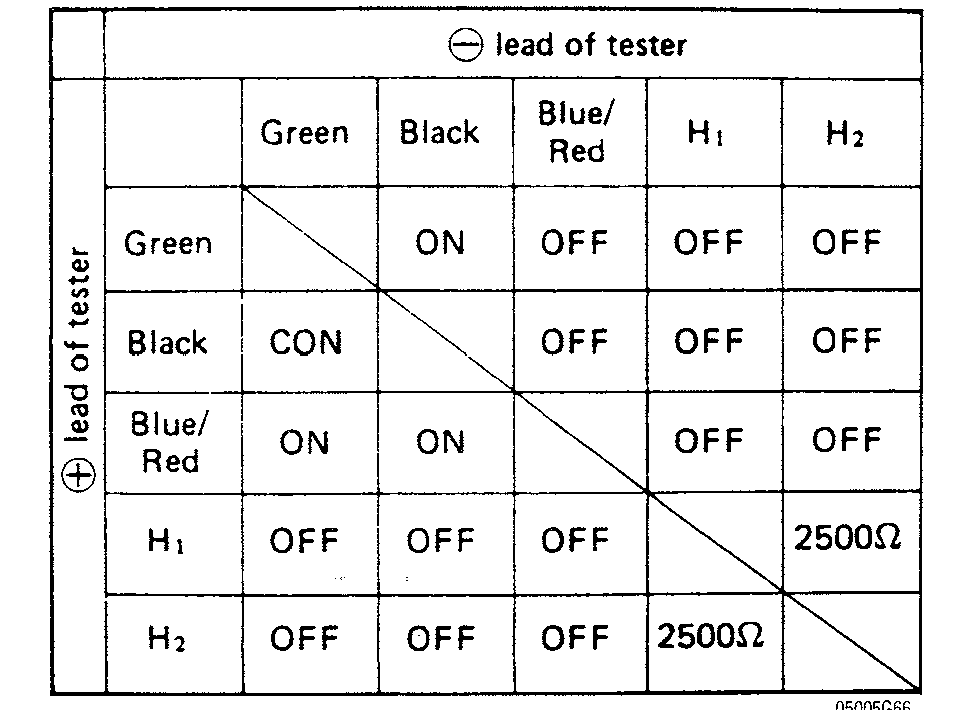 ⊖ lead of tester
Green Black Blue/ Red H₁ H₂
⊕ lead of tester
Green ON OFF OFF OFF
Black CON OFF OFF OFF
Blue/ Red ON ON OFF OFF
H₁ OFF OFF OFF 2500Ω
H₂ OFF OFF OFF 2500Ω
05005G66